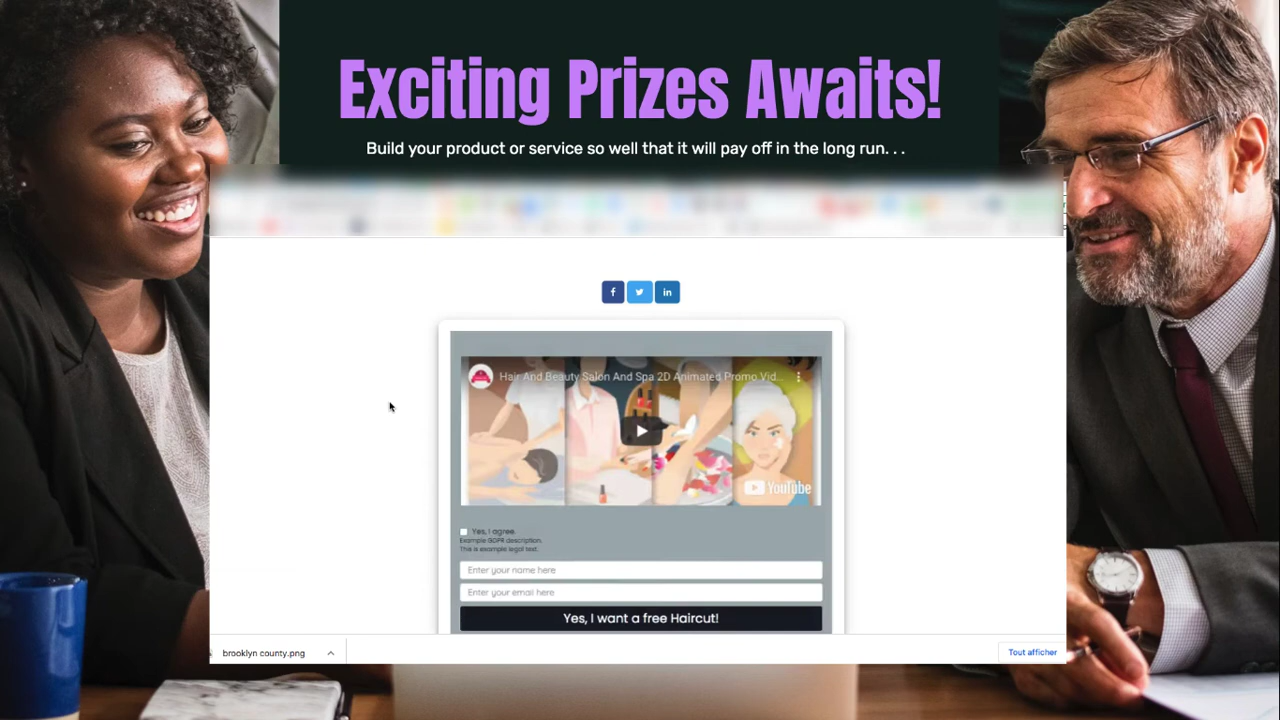 Exciting Prizes Awaits!
Build your product or service so well that it will pay off in the long run. . .
f
in
Hair And Beauty Salon And Spa 2D Animated Promo Vid...
YouTube
Yes, I agree.
Example GDPR description.
This is example legal text.
Enter your name here
Enter your email here
Yes, I want a free Haircut!
brooklyn county.png
Tout afficher